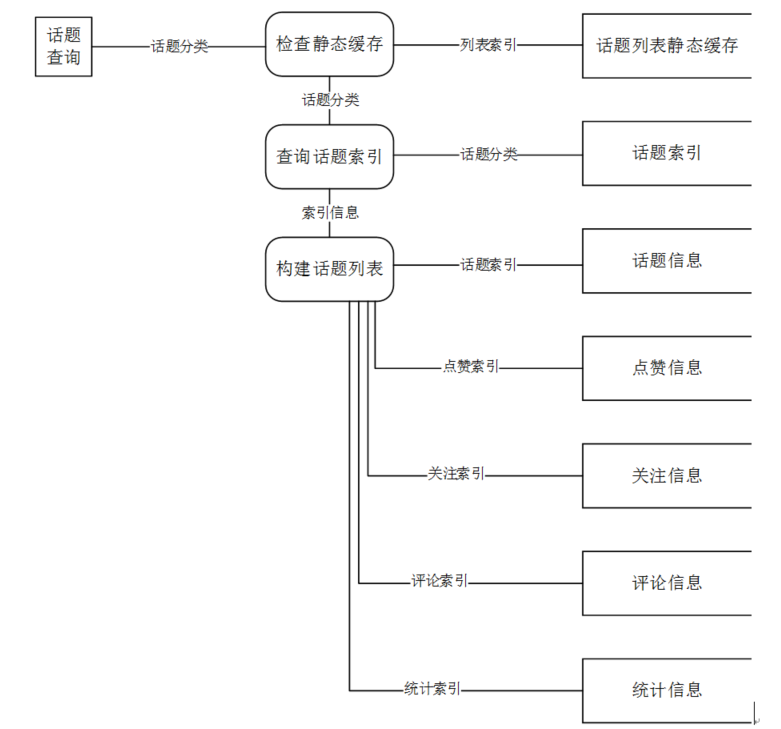 话题
查询
话题分类
检查静态缓存
列表索引
话题列表静态缓存
话题分类
查询话题索引
话题分类
话题索引
索引信息
构建话题列表
话题索引
话题信息
点赞索引
点赞信息
关注索引
关注信息
评论索引
评论信息
统计索引
统计信息